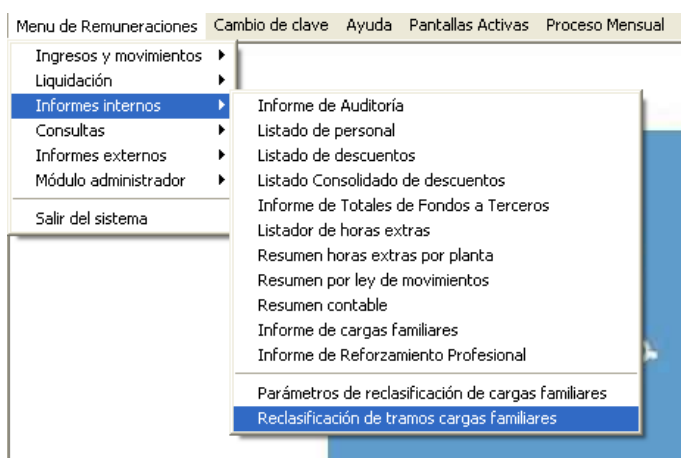 Menu de Remuneraciones Cambio de clave Ayuda Pantallas Activas Proceso Mensual
Ingresos y movimientos
Liquidación
Informes internos
Consultas
Informes externos
Módulo administrador
Salir del sistema
Informe de Auditoría
Listado de personal
Listado de descuentos
Listado Consolidado de descuentos
Informe de Totales de Fondos a Terceros
Listador de horas extras
Resumen horas extras por planta
Resumen por ley de movimientos
Resumen contable
Informe de cargas familiares
Informe de Reforzamiento Profesional
Parámetros de reclasificación de cargas familiares
Reclasificación de tramos cargas familiares